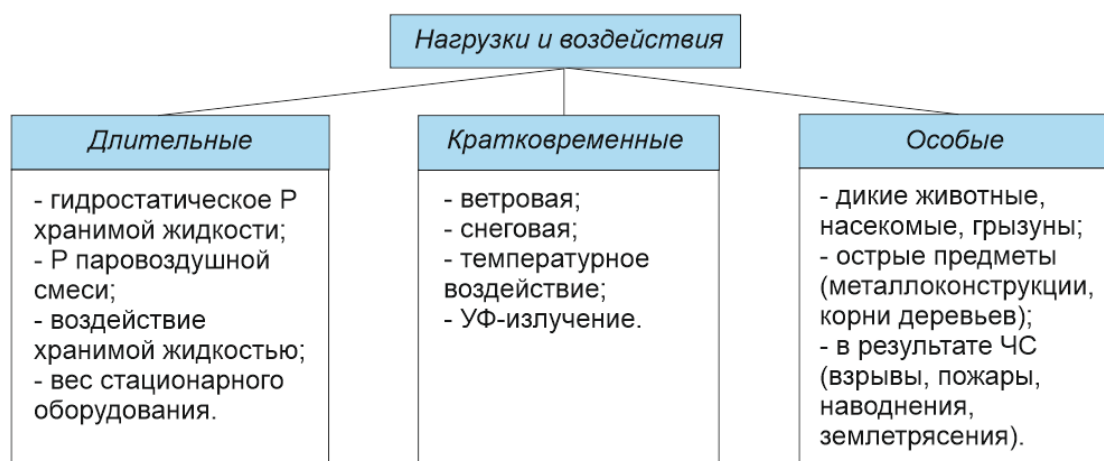 Нагрузки и воздействия
Длительные
- гидростатическое Р
хранимой жидкости;
- Р паровоздушной
смеси;
- воздействие
хранимой жидкостью;
- вес стационарного
оборудования.
Кратковременные
- ветровая;
- снеговая;
- температурное
воздействие;
- УФ-излучение.
Особые
- дикие животные,
насекомые, грызуны;
- острые предметы
(металлоконструкции,
корни деревьев);
- в результате ЧС
(взрывы, пожары,
наводнения,
землетрясения).